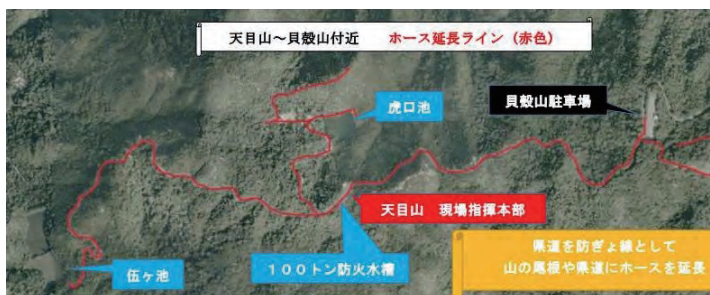 天目山～貝殻山付近　ホース延長ライン（赤色）
虎口池
貝殻山駐車場
天目山　現場指揮本部
伍ヶ池
１００トン防火水槽
県道を防ぎょ線として
山の尾根や県道にホースを延長